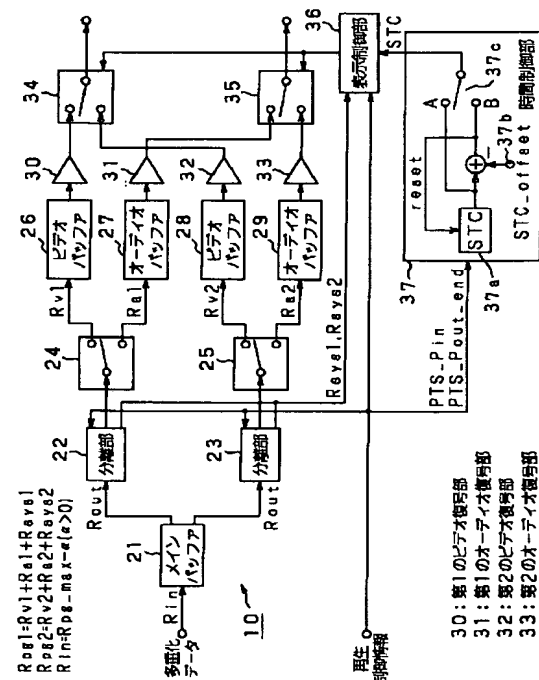 Rpg1=Rv1+Ra1+Rsys1
Rpg2=Rv2+Ra2+Rsys2
Rin=Rpg_max-α(α>0)
10
多重化
データ
Rin
21
メイン
バッファ
Rout
Rout
22
分離部
23
分離部
24
25
Rv1
Ra1
Rv2
Ra2
26
ビデオ
バッファ
27
オーディオ
バッファ
28
ビデオ
バッファ
29
オーディオ
バッファ
30
31
32
33
34
35
36
表示制御部
Rsys1,Rsys2
STC
再生
制御情報
PTS_Pin
PTS_Pout_end
37
reset
STC
37a
A
B
37c
37b
STC_offset
時間制御部
30:第1のビデオ復号部
31:第1のオーディオ復号部
32:第2のビデオ復号部
33:第2のオーディオ復号部